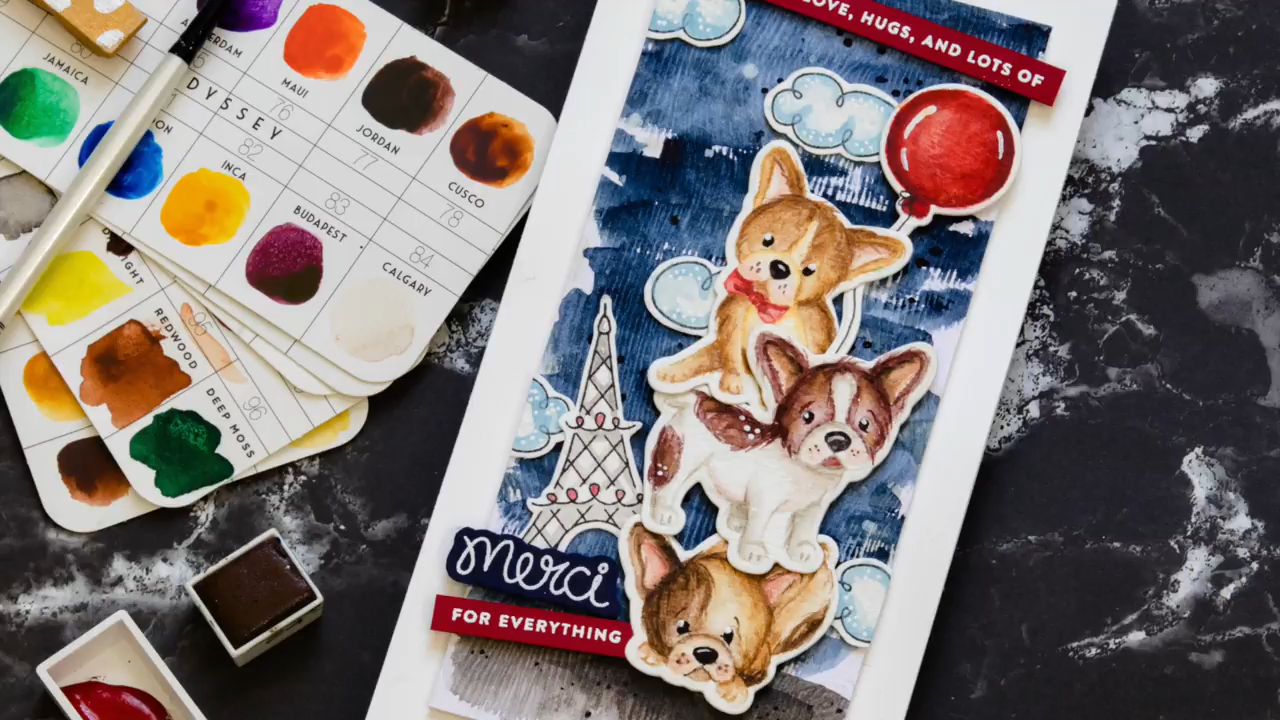 LOVE, HUGS, AND LOTS OF
merci
FOR EVERYTHING
JAMAICA
MAUI
76
JORDAN
77
CUSCO
78
INCA
82
BUDAPEST
83
CALGARY
84
REDWOOD
95
DEEP MOSS
96